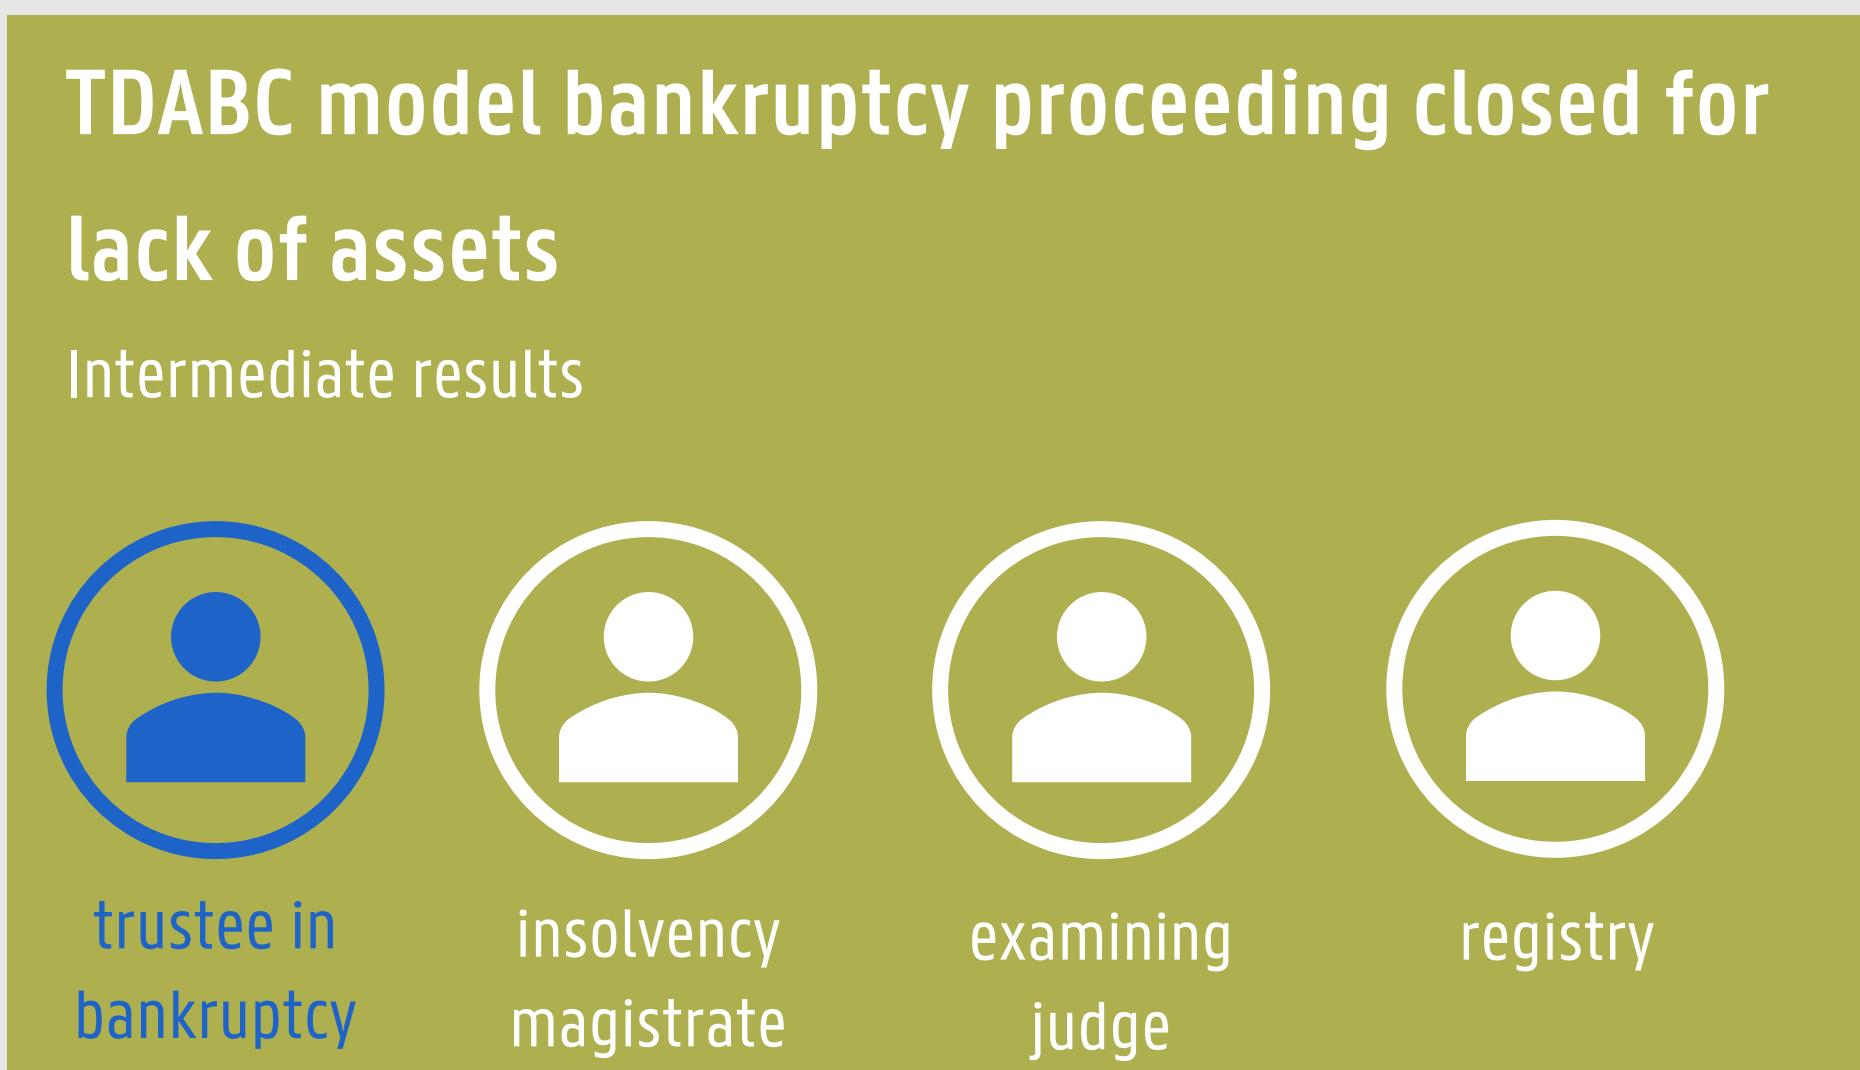 TDABC model bankruptcy proceeding closed for
lack of assets
Intermediate results
trustee in
bankruptcy
insolvency
magistrate
examining
judge
registry